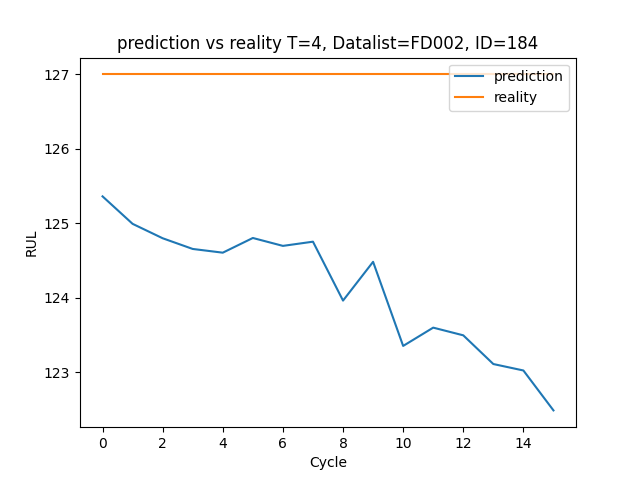 prediction vs reality T=4, Datalist=FD002, ID=184
127
126
125
124
123
RUL
prediction
reality
0 2 4 6 8 10 12 14
Cycle